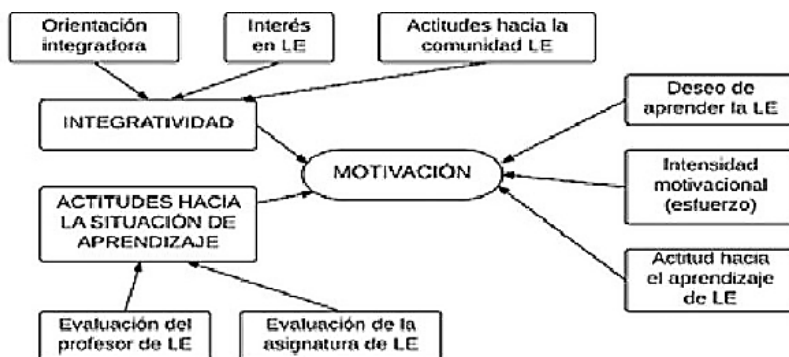 Orientación
integradora
Interés
en LE
Actitudes hacia la
comunidad LE
INTEGRATIVIDAD
Deseo de
aprender la LE
MOTIVACIÓN
Intensidad
motivacional
(esfuerzo)
ACTITUDES HACIA
LA SITUACIÓN DE
APRENDIZAJE
Actitud hacia
el aprendizaje
de LE
Evaluación del
profesor de LE
Evaluación de la
asignatura de LE